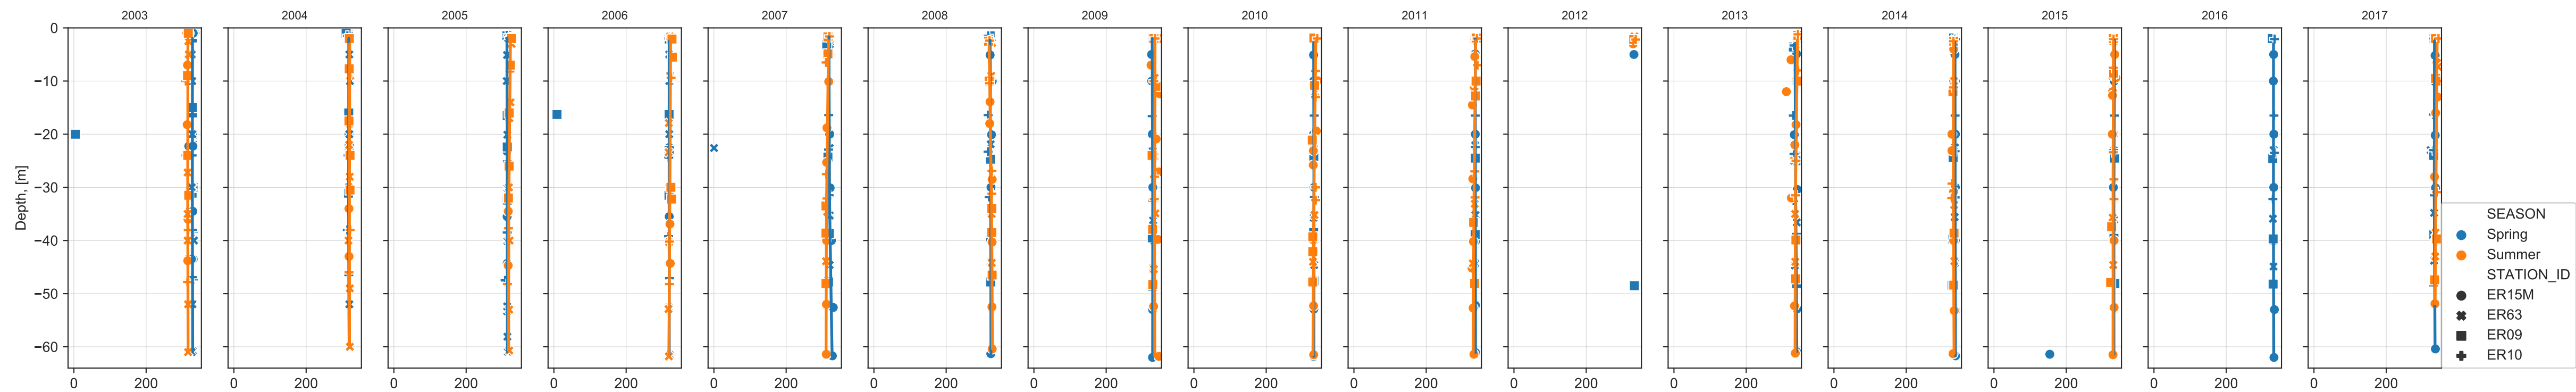 2003 2004 2005 2006 2007 2008 2009 2010 2011 2012 2013 2014 2015 2016 2017
0
−10
−20
−30
−40
−50
−60
Depth, [m]
0 200 0 200 0 200 0 200 0 200 0 200 0 200 0 200 0 200 0 200 0 200 0 200 0 200 0 200 0 200
SEASON
Spring
Summer
STATION_ID
ER15M
ER63
ER09
ER10